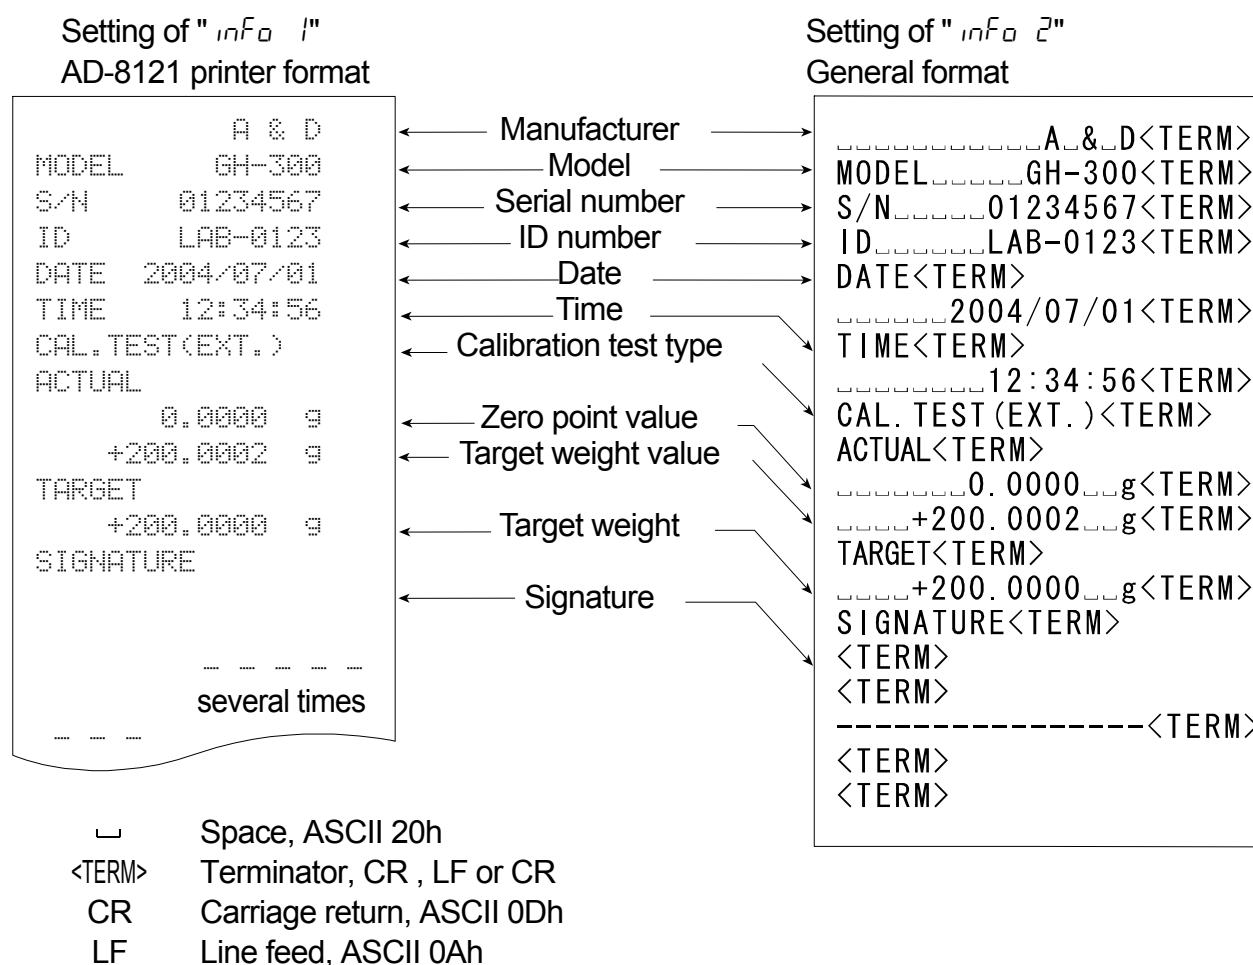 Setting of " info 1"
AD-8121 printer format
A & D
MODEL GH-300
S/N 01234567
ID LAB-0123
DATE 2004/07/01
TIME 12:34:56
CAL.TEST(EXT.)
ACTUAL
0.0000 g
+200.0002 g
TARGET
+200.0000 g
SIGNATURE
_ _ _ _ _
several times
_ _ _
Manufacturer
Model
Serial number
ID number
Date
Time
Calibration test type
Zero point value
Target weight value
Target weight
Signature
Setting of " info 2"
General format
␣␣␣␣␣␣␣␣␣␣␣A␣&␣D<TERM>
MODEL␣␣␣␣␣GH-300<TERM>
S/N␣␣␣␣␣01234567<TERM>
ID␣␣␣␣␣␣LAB-0123<TERM>
DATE<TERM>
␣␣␣␣␣␣2004/07/01<TERM>
TIME<TERM>
␣␣␣␣␣␣␣␣12:34:56<TERM>
CAL.TEST(EXT.)<TERM>
ACTUAL<TERM>
␣␣␣␣␣␣␣0.0000␣␣g<TERM>
␣␣␣␣+200.0002␣␣g<TERM>
TARGET<TERM>
␣␣␣␣+200.0000␣␣g<TERM>
SIGNATURE<TERM>
<TERM>
<TERM>
----------------<TERM>
<TERM>
<TERM>
␣ Space, ASCII 20h
<TERM> Terminator, CR , LF or CR
CR Carriage return, ASCII 0Dh
LF Line feed, ASCII 0Ah